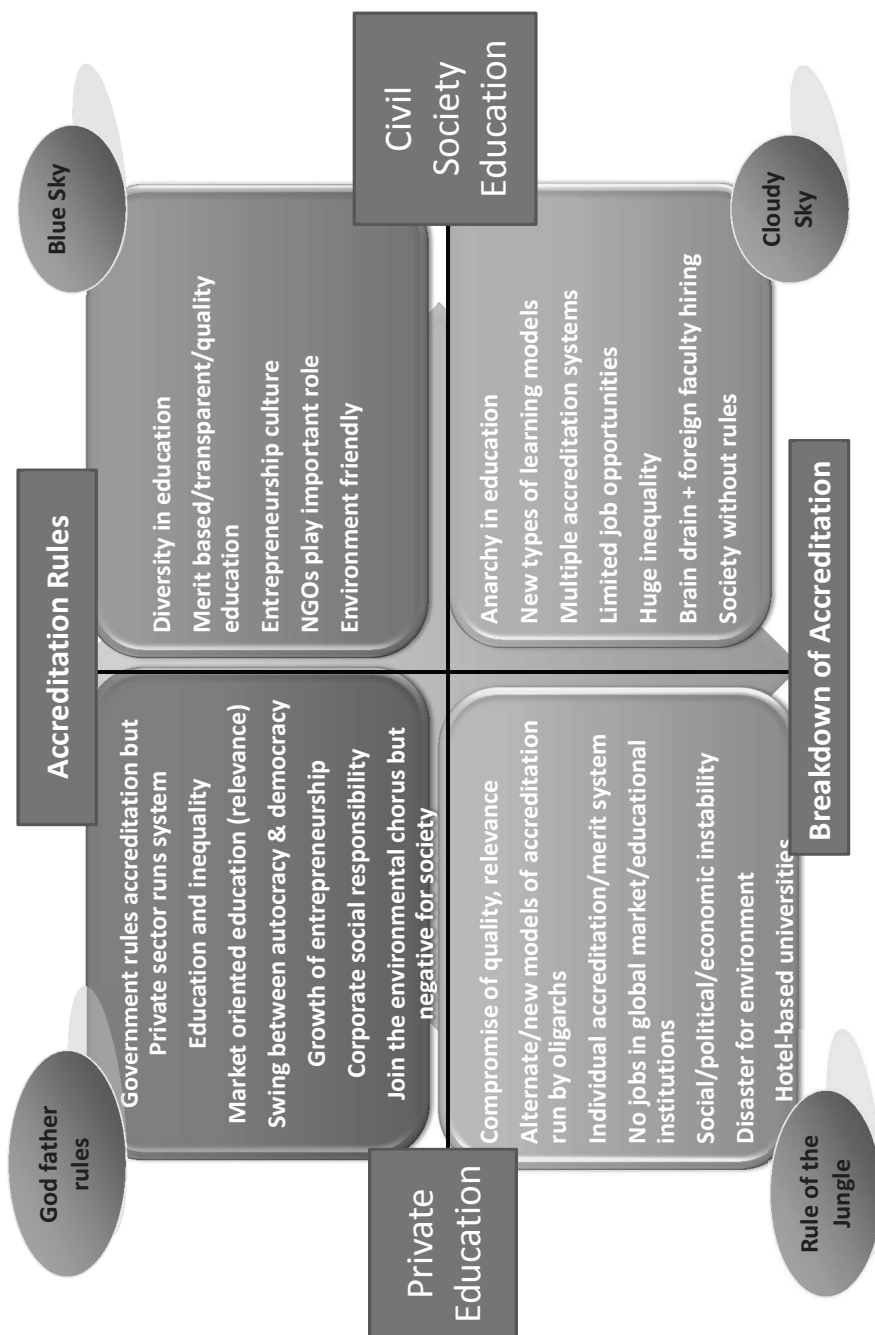 Accreditation Rules
God father
rules
Government rules accreditation but
Private sector runs system
Education and inequality
Market oriented education (relevance)
Swing between autocracy & democracy
Growth of entrepreneurship
Corporate social responsibility
Join the environmental chorus but
negative for society
Blue Sky
Diversity in education
Merit based/transparent/quality
education
Entrepreneurship culture
NGOs play important role
Environment friendly
Private
Education
Civil
Society
Education
Compromise of quality, relevance
Alternate/new models of accreditation
run by oligarchs
Individual accreditation/merit system
No jobs in global market/educational
institutions
Social/political/economic instability
Disaster for environment
Hotel-based universities
Rule of the
Jungle
Anarchy in education
New types of learning models
Multiple accreditation systems
Limited job opportunities
Huge inequality
Brain drain + foreign faculty hiring
Society without rules
Cloudy
Sky
Breakdown of Accreditation